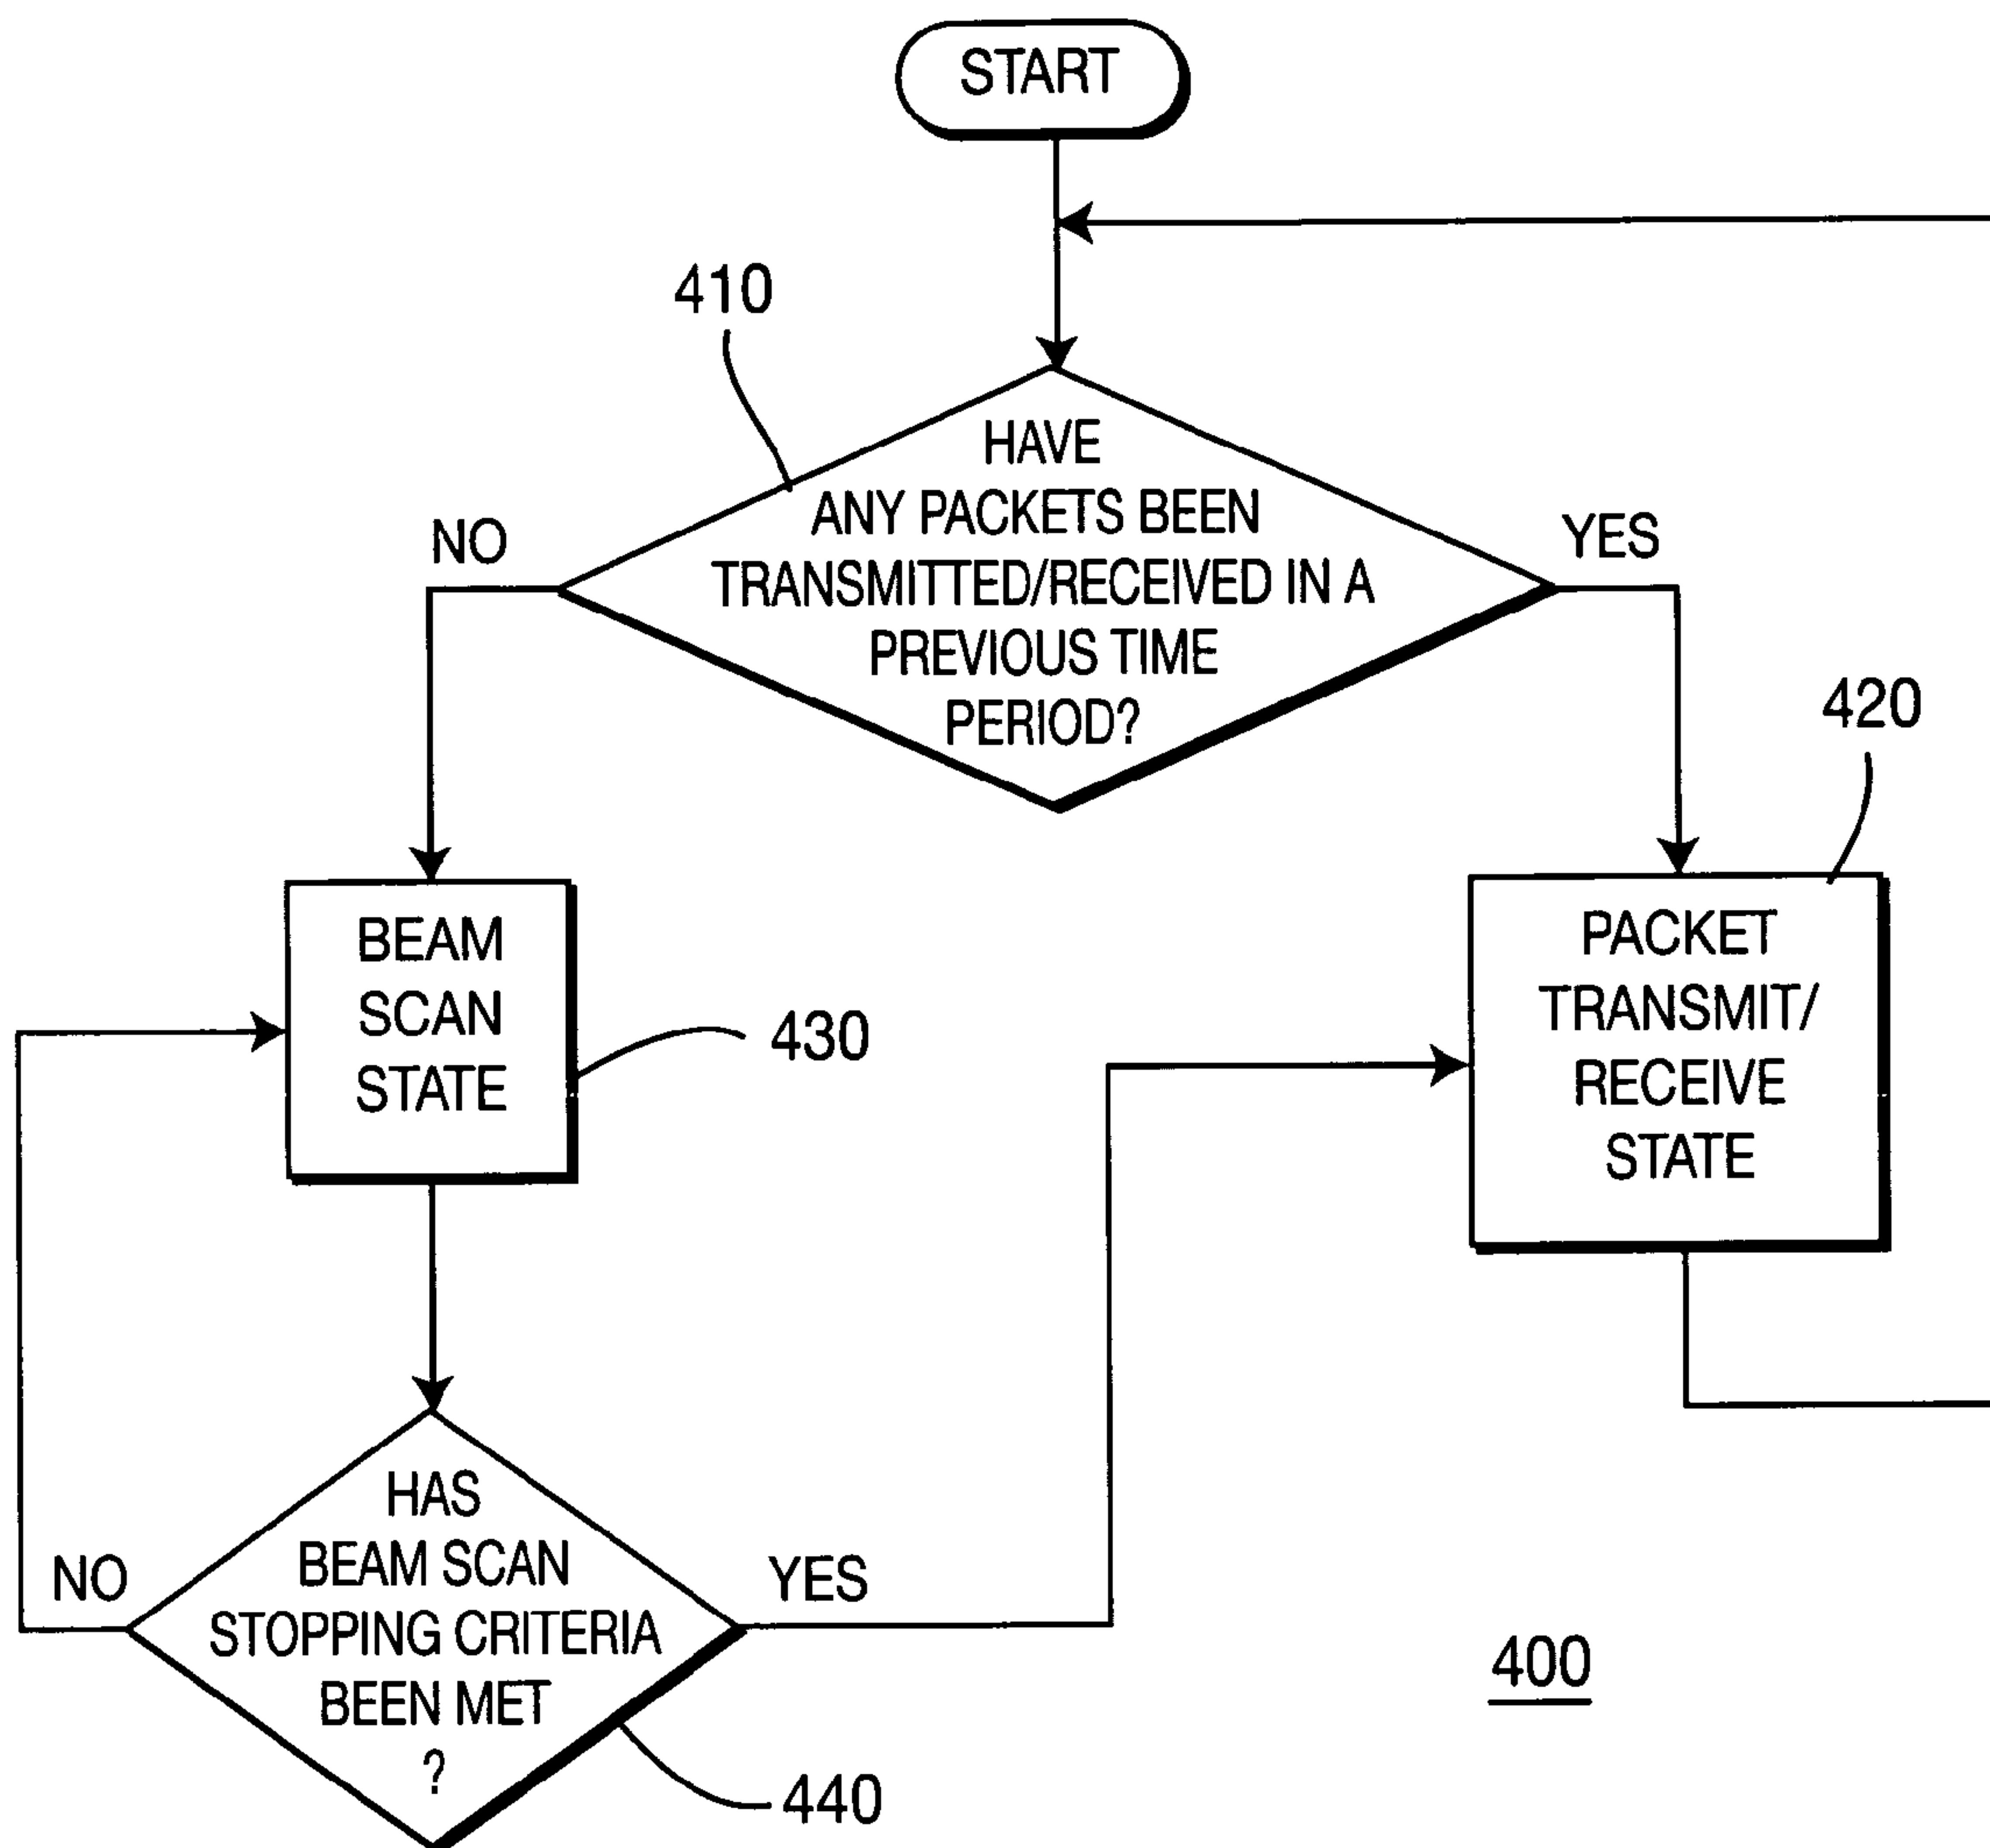 START
410
HAVE
ANY PACKETS BEEN
TRANSMITTED/RECEIVED IN A
PREVIOUS TIME
PERIOD?
NO
YES
420
BEAM
SCAN
STATE
430
PACKET
TRANSMIT/
RECEIVE
STATE
HAS
BEAM SCAN
STOPPING CRITERIA
BEEN MET
?
NO
YES
440
400